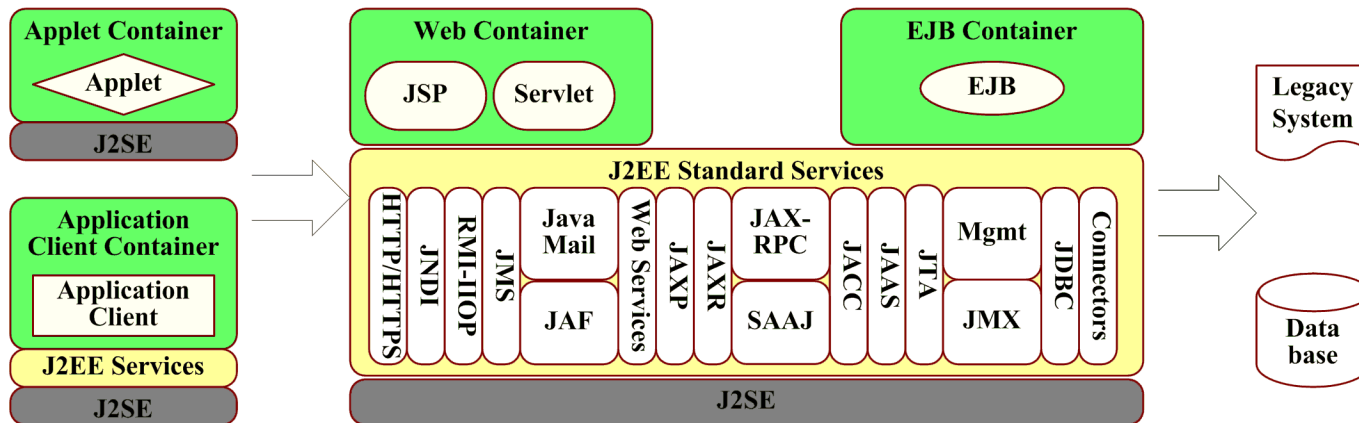 Applet Container
Applet
J2SE
Application
Client Container
Application
Client
J2EE Services
J2SE
Web Container
JSP
Servlet
EJB Container
EJB
J2EE Standard Services
HTTP/HTTPS
JNDI
RMI-IIOP
JMS
Java
Mail
JAF
Web Services
JAXP
JAXR
JAX-
RPC
SAAJ
JACC
JAAS
JTA
Mgmt
JMX
JDBC
Connectors
J2SE
Legacy
System
Data
base